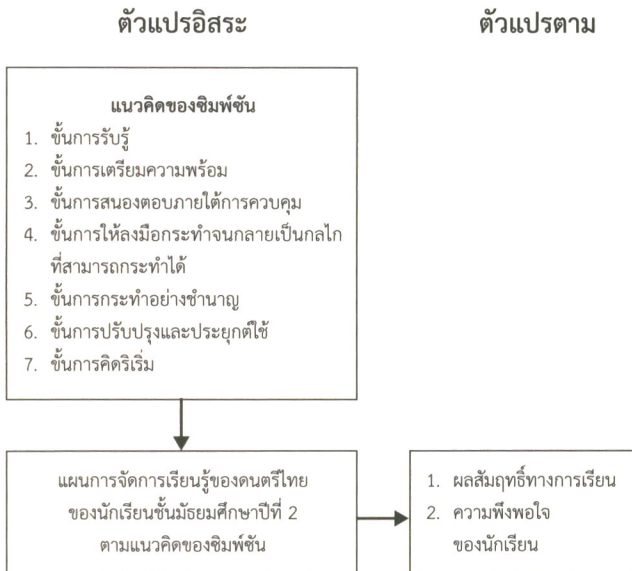 ตัวแปรอิสระ
ตัวแปรตาม
แนวคิดของซิมพ์ซัน
1. ขั้นการรับรู้
2. ขั้นการเตรียมความพร้อม
3. ขั้นการสนองตอบภายใต้การควบคุม
4. ขั้นการให้ลงมือกระทำจนกลายเป็นกลไก
ที่สามารถกระทำได้
5. ขั้นการกระทำอย่างชำนาญ
6. ขั้นการปรับปรุงและประยุกต์ใช้
7. ขั้นการคิดริเริ่ม
แผนการจัดการเรียนรู้ของดนตรีไทย
ของนักเรียนชั้นมัธยมศึกษาปีที่ 2
ตามแนวคิดของซิมพ์ซัน
1. ผลสัมฤทธิ์ทางการเรียน
2. ความพึงพอใจ
ของนักเรียน